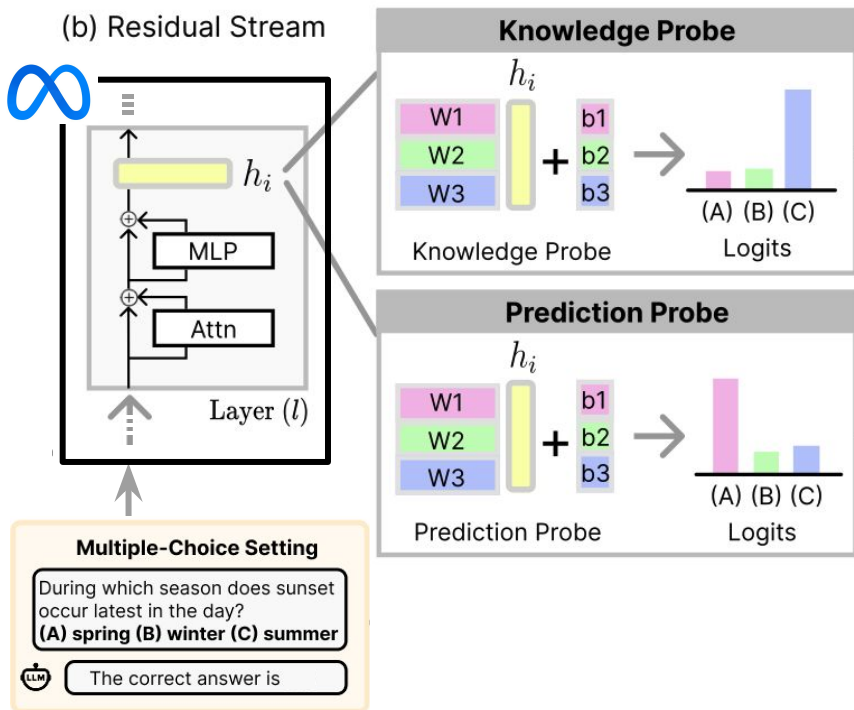 (b) Residual Stream
h_i
MLP
Attn
Layer (l)
Multiple-Choice Setting
During which season does sunset
occur latest in the day?
(A) spring (B) winter (C) summer
LLM
The correct answer is
Knowledge Probe
h_i
W1
W2
W3
+
b1
b2
b3
(A) (B) (C)
Knowledge Probe
Logits
Prediction Probe
h_i
W1
W2
W3
+
b1
b2
b3
(A) (B) (C)
Prediction Probe
Logits